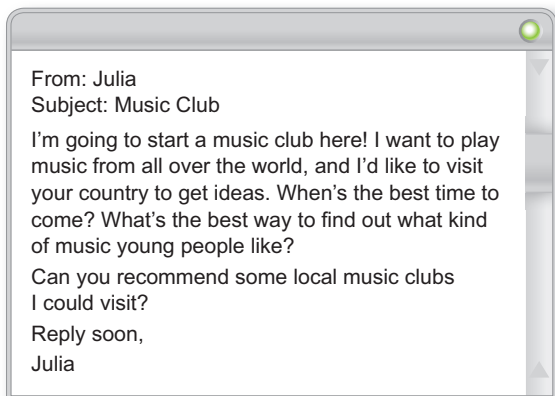 From: Julia
Subject: Music Club
I'm going to start a music club here! I want to play
music from all over the world, and I'd like to visit
your country to get ideas. When's the best time to
come? What's the best way to find out what kind
of music young people like?
Can you recommend some local music clubs
I could visit?
Reply soon,
Julia